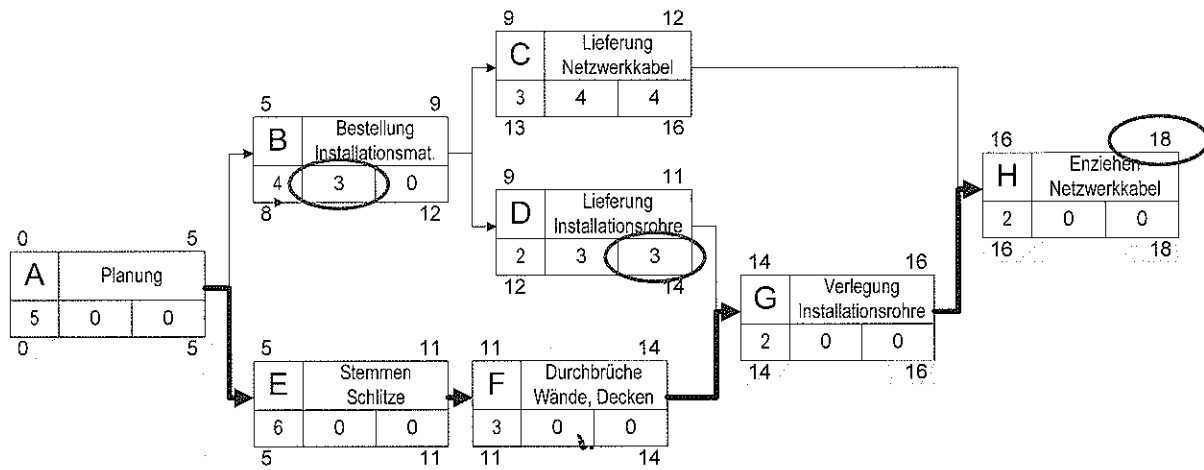 9 12
C Lieferung
Netzwerkkabel
3 4 4
13 16
5 9
B Bestellung
Installationsmat.
4 3 0
8 12
9 11
D Lieferung
Installationsrohre
2 3 3
12 14
16 18
H Enziehen
Netzwerkkabel
2 0 0
16 18
0 5
A Planung
5 0 0
0 5
14 16
G Verlegung
Installationsrohre
2 0 0
14 16
5 11
E Stemmen
Schlitze
6 0 0
5 11
11 14
F Durchbrüche
Wände, Decken
3 0 0
11 14